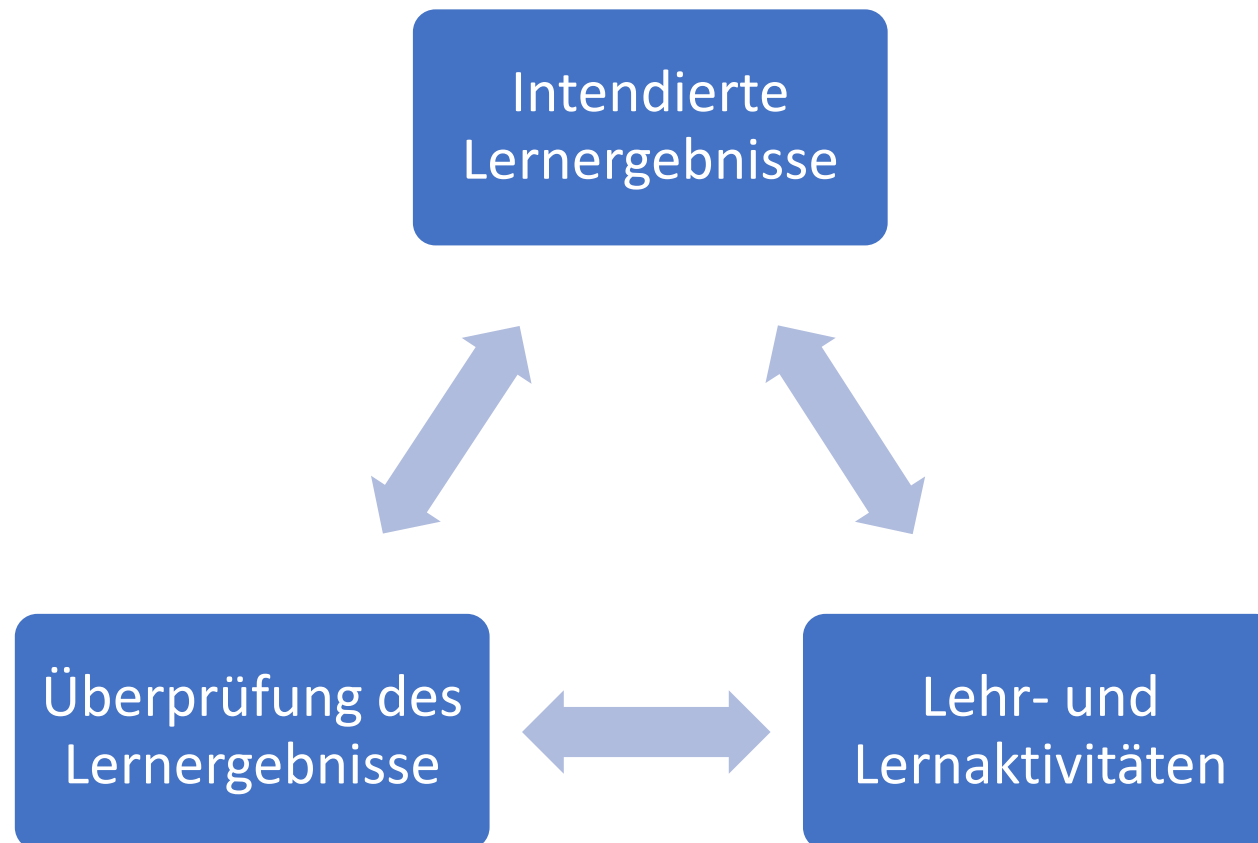 Intendierte
Lernergebnisse
Überprüfung des
Lernergebnisse
Lehr- und
Lernaktivitäten